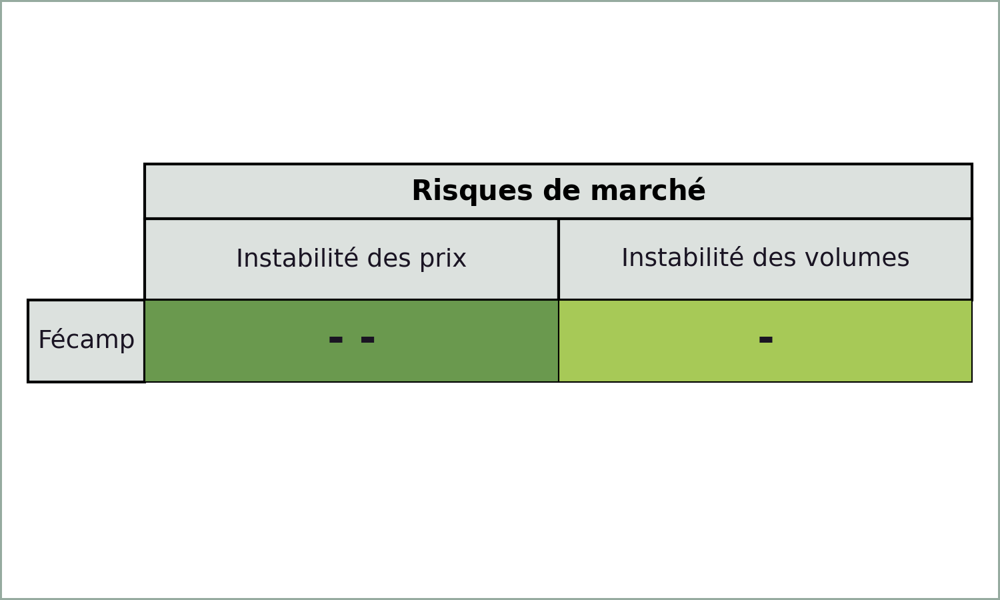 Risques de marché
Instabilité des prix
Instabilité des volumes
Fécamp
- -
-